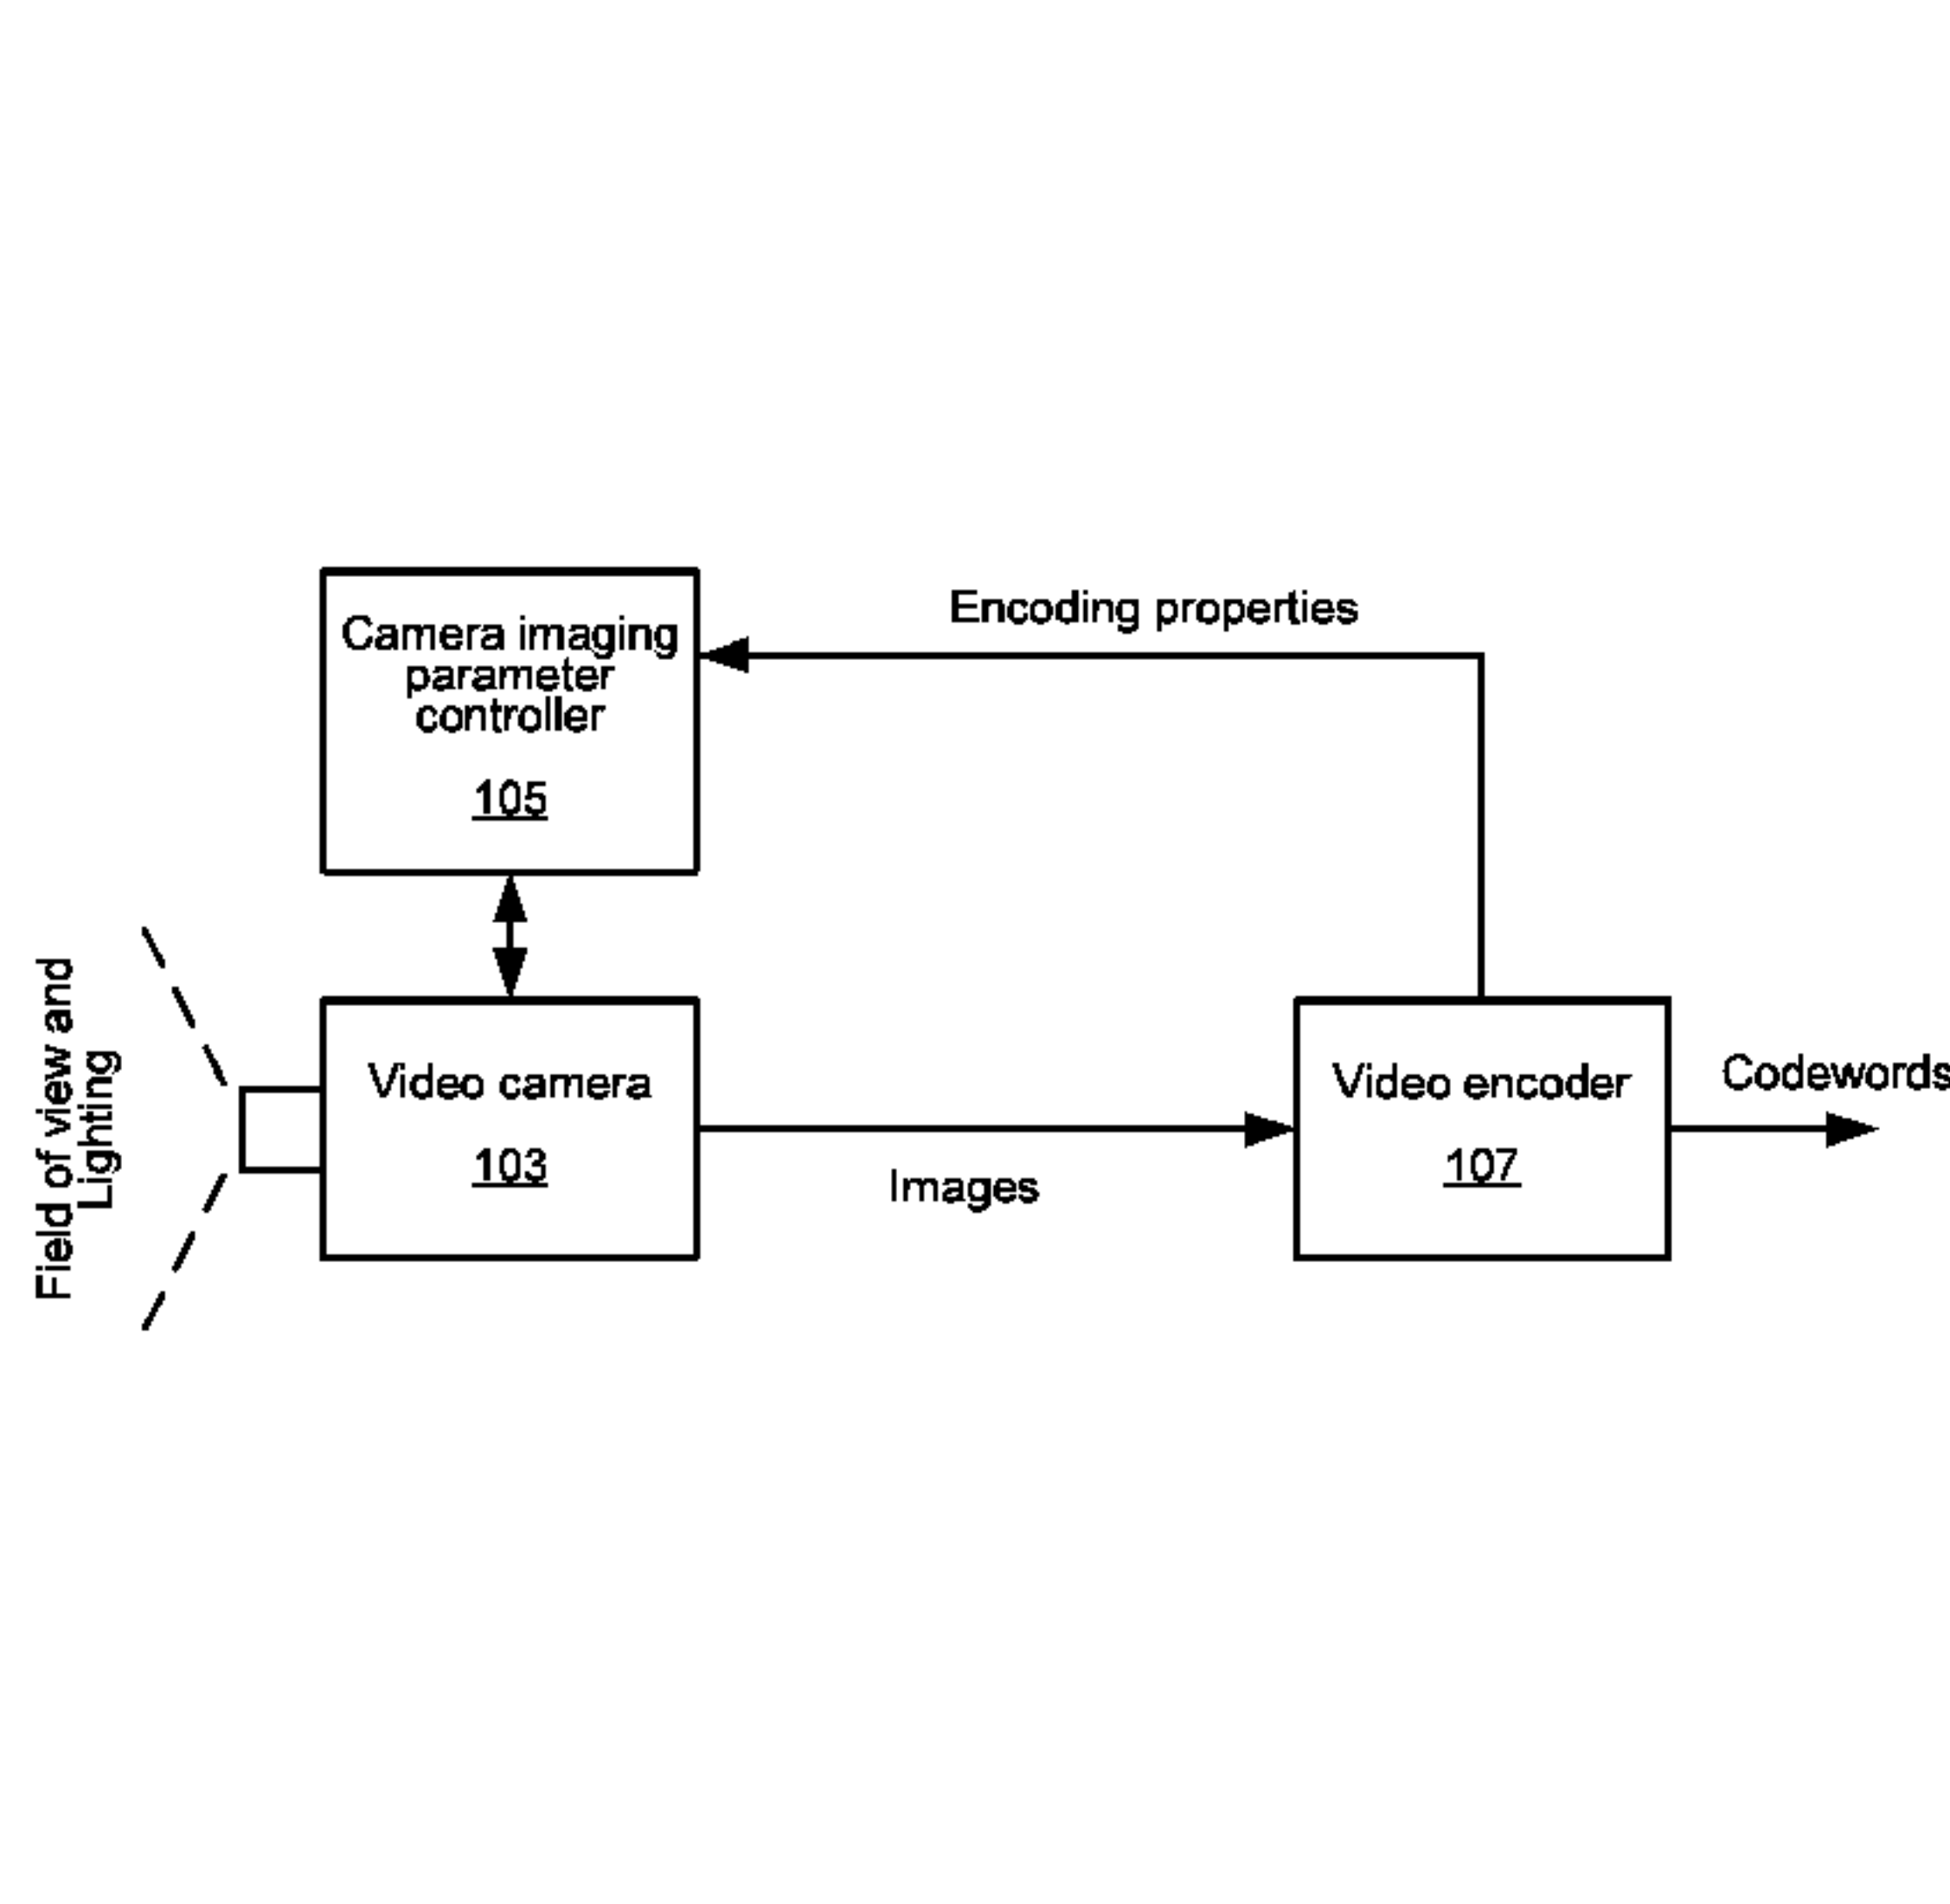 Encoding properties
Camera imaging
parameter
controller
105
Field of view and
Lighting
Video camera
103
Images
Video encoder
107
Codewords